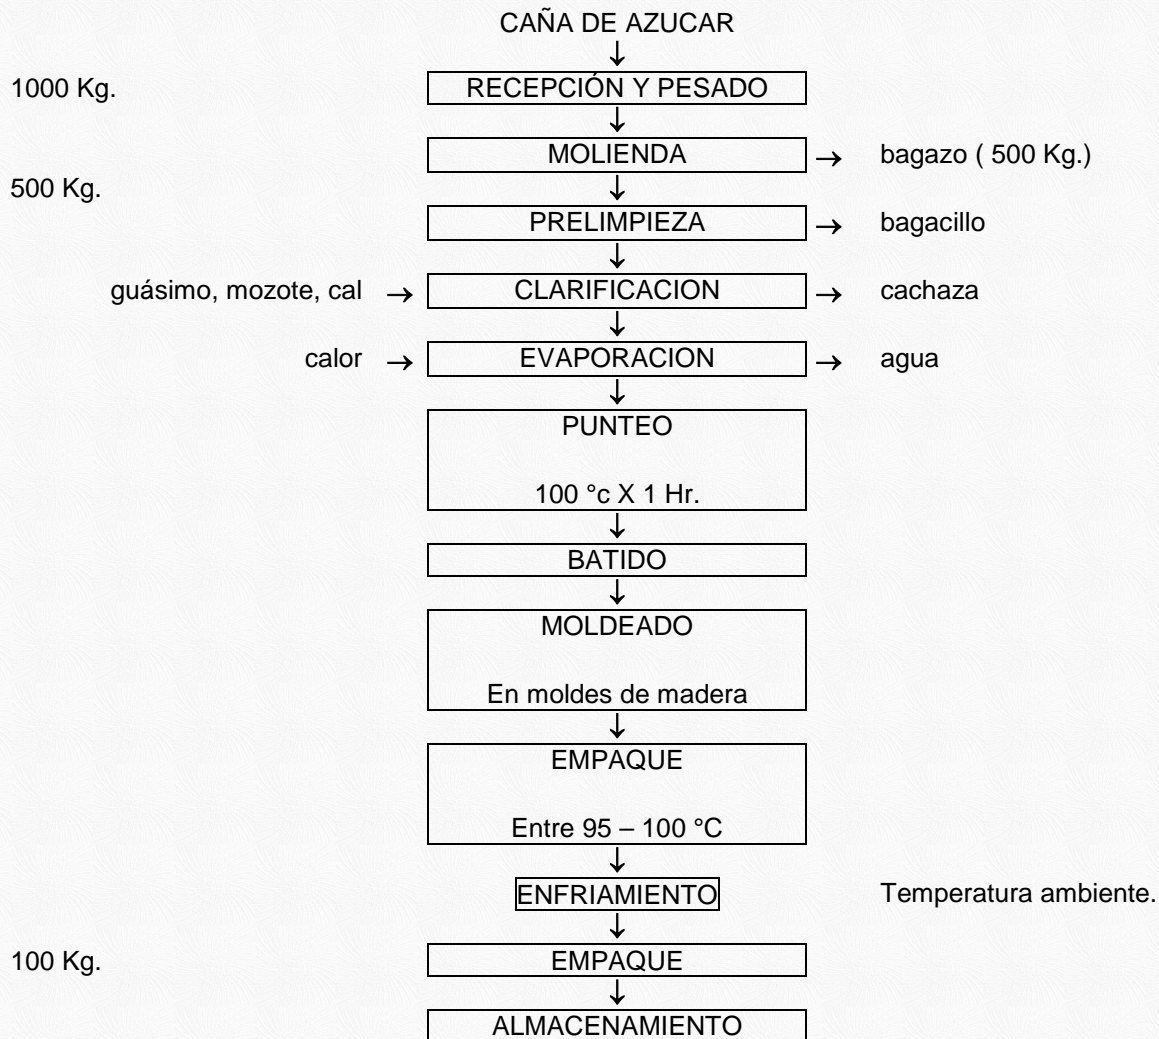 CAÑA DE AZUCAR
↓
1000 Kg. RECEPCIÓN Y PESADO
↓
MOLIENDA → bagazo ( 500 Kg.)
500 Kg. ↓
PRELIMPIEZA → bagacillo
↓
guásimo, mozote, cal → CLARIFICACION → cachaza
↓
calor → EVAPORACION → agua
↓
PUNTEO
100 °c X 1 Hr.
↓
BATIDO
↓
MOLDEADO
En moldes de madera
↓
EMPAQUE
Entre 95 – 100 °C
↓
ENFRIAMIENTO Temperatura ambiente.
↓
100 Kg. EMPAQUE
↓
ALMACENAMIENTO